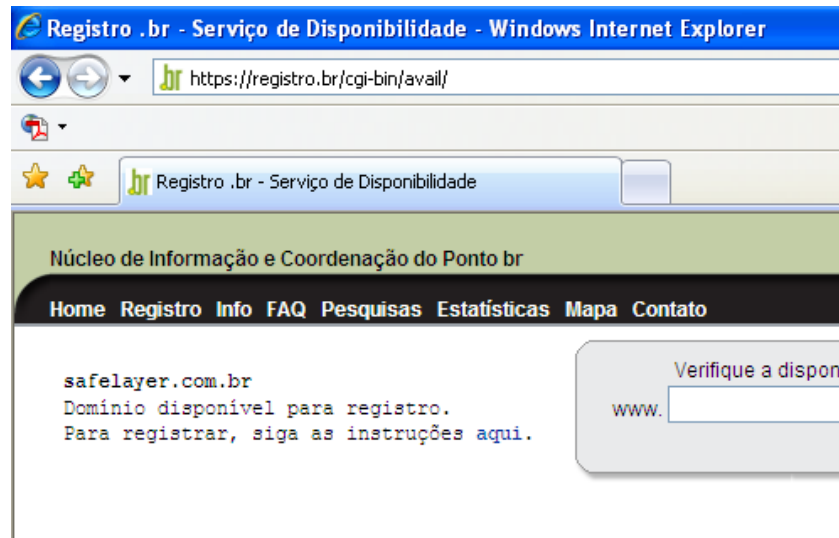 Registro .br - Serviço de Disponibilidade - Windows Internet Explorer
.br https://registro.br/cgi-bin/avail/
.br Registro .br - Serviço de Disponibilidade
Núcleo de Informação e Coordenação do Ponto br
Home Registro Info FAQ Pesquisas Estatísticas Mapa Contato
safelayer.com.br
Domínio disponível para registro.
Para registrar, siga as instruções aqui.
Verifique a dispon
www.